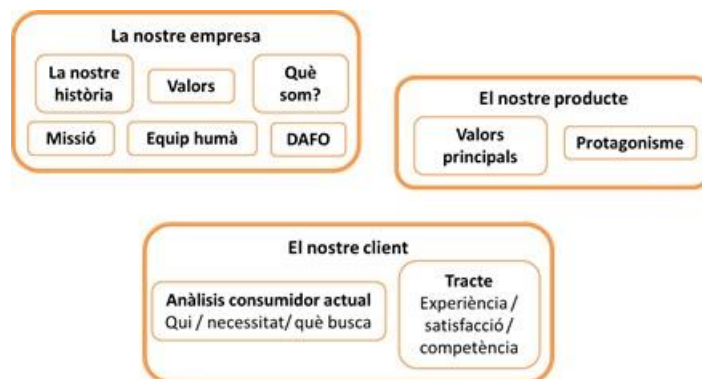 La nostre empresa
La nostre
història
Valors
Què
som?
Missió
Equip humà
DAFO
El nostre producte
Valors
principals
Protagonisme
El nostre client
Anàlisis consumidor actual
Qui / necessitat/ què busca
Tracte
Experiència /
satisfacció /
competència